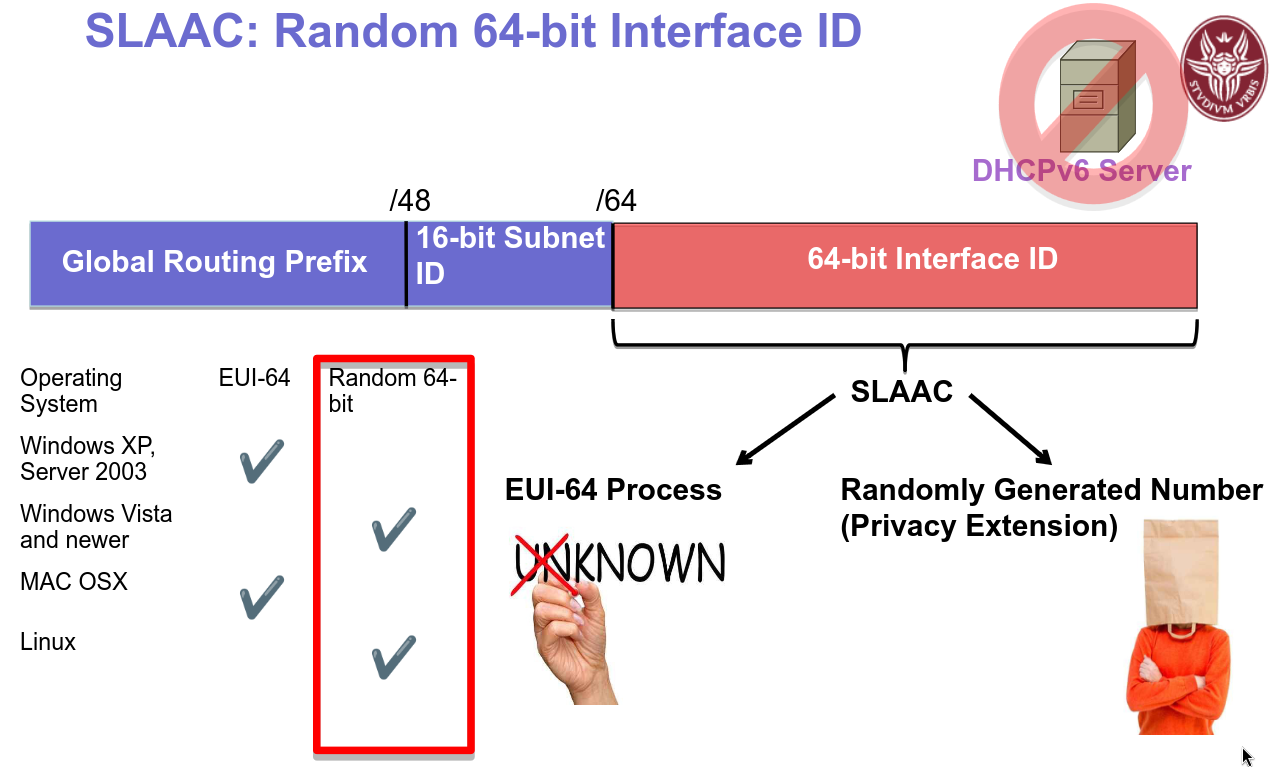 SLAAC: Random 64-bit Interface ID
STVDIVM VRBIS
DHCPv6 Server
/48
/64
Global Routing Prefix
16-bit Subnet
ID
64-bit Interface ID
Operating
System
EUI-64
Random 64-
bit
Windows XP,
Server 2003
Windows Vista
and newer
MAC OSX
Linux
SLAAC
EUI-64 Process
UNKNOWN
Randomly Generated Number
(Privacy Extension)